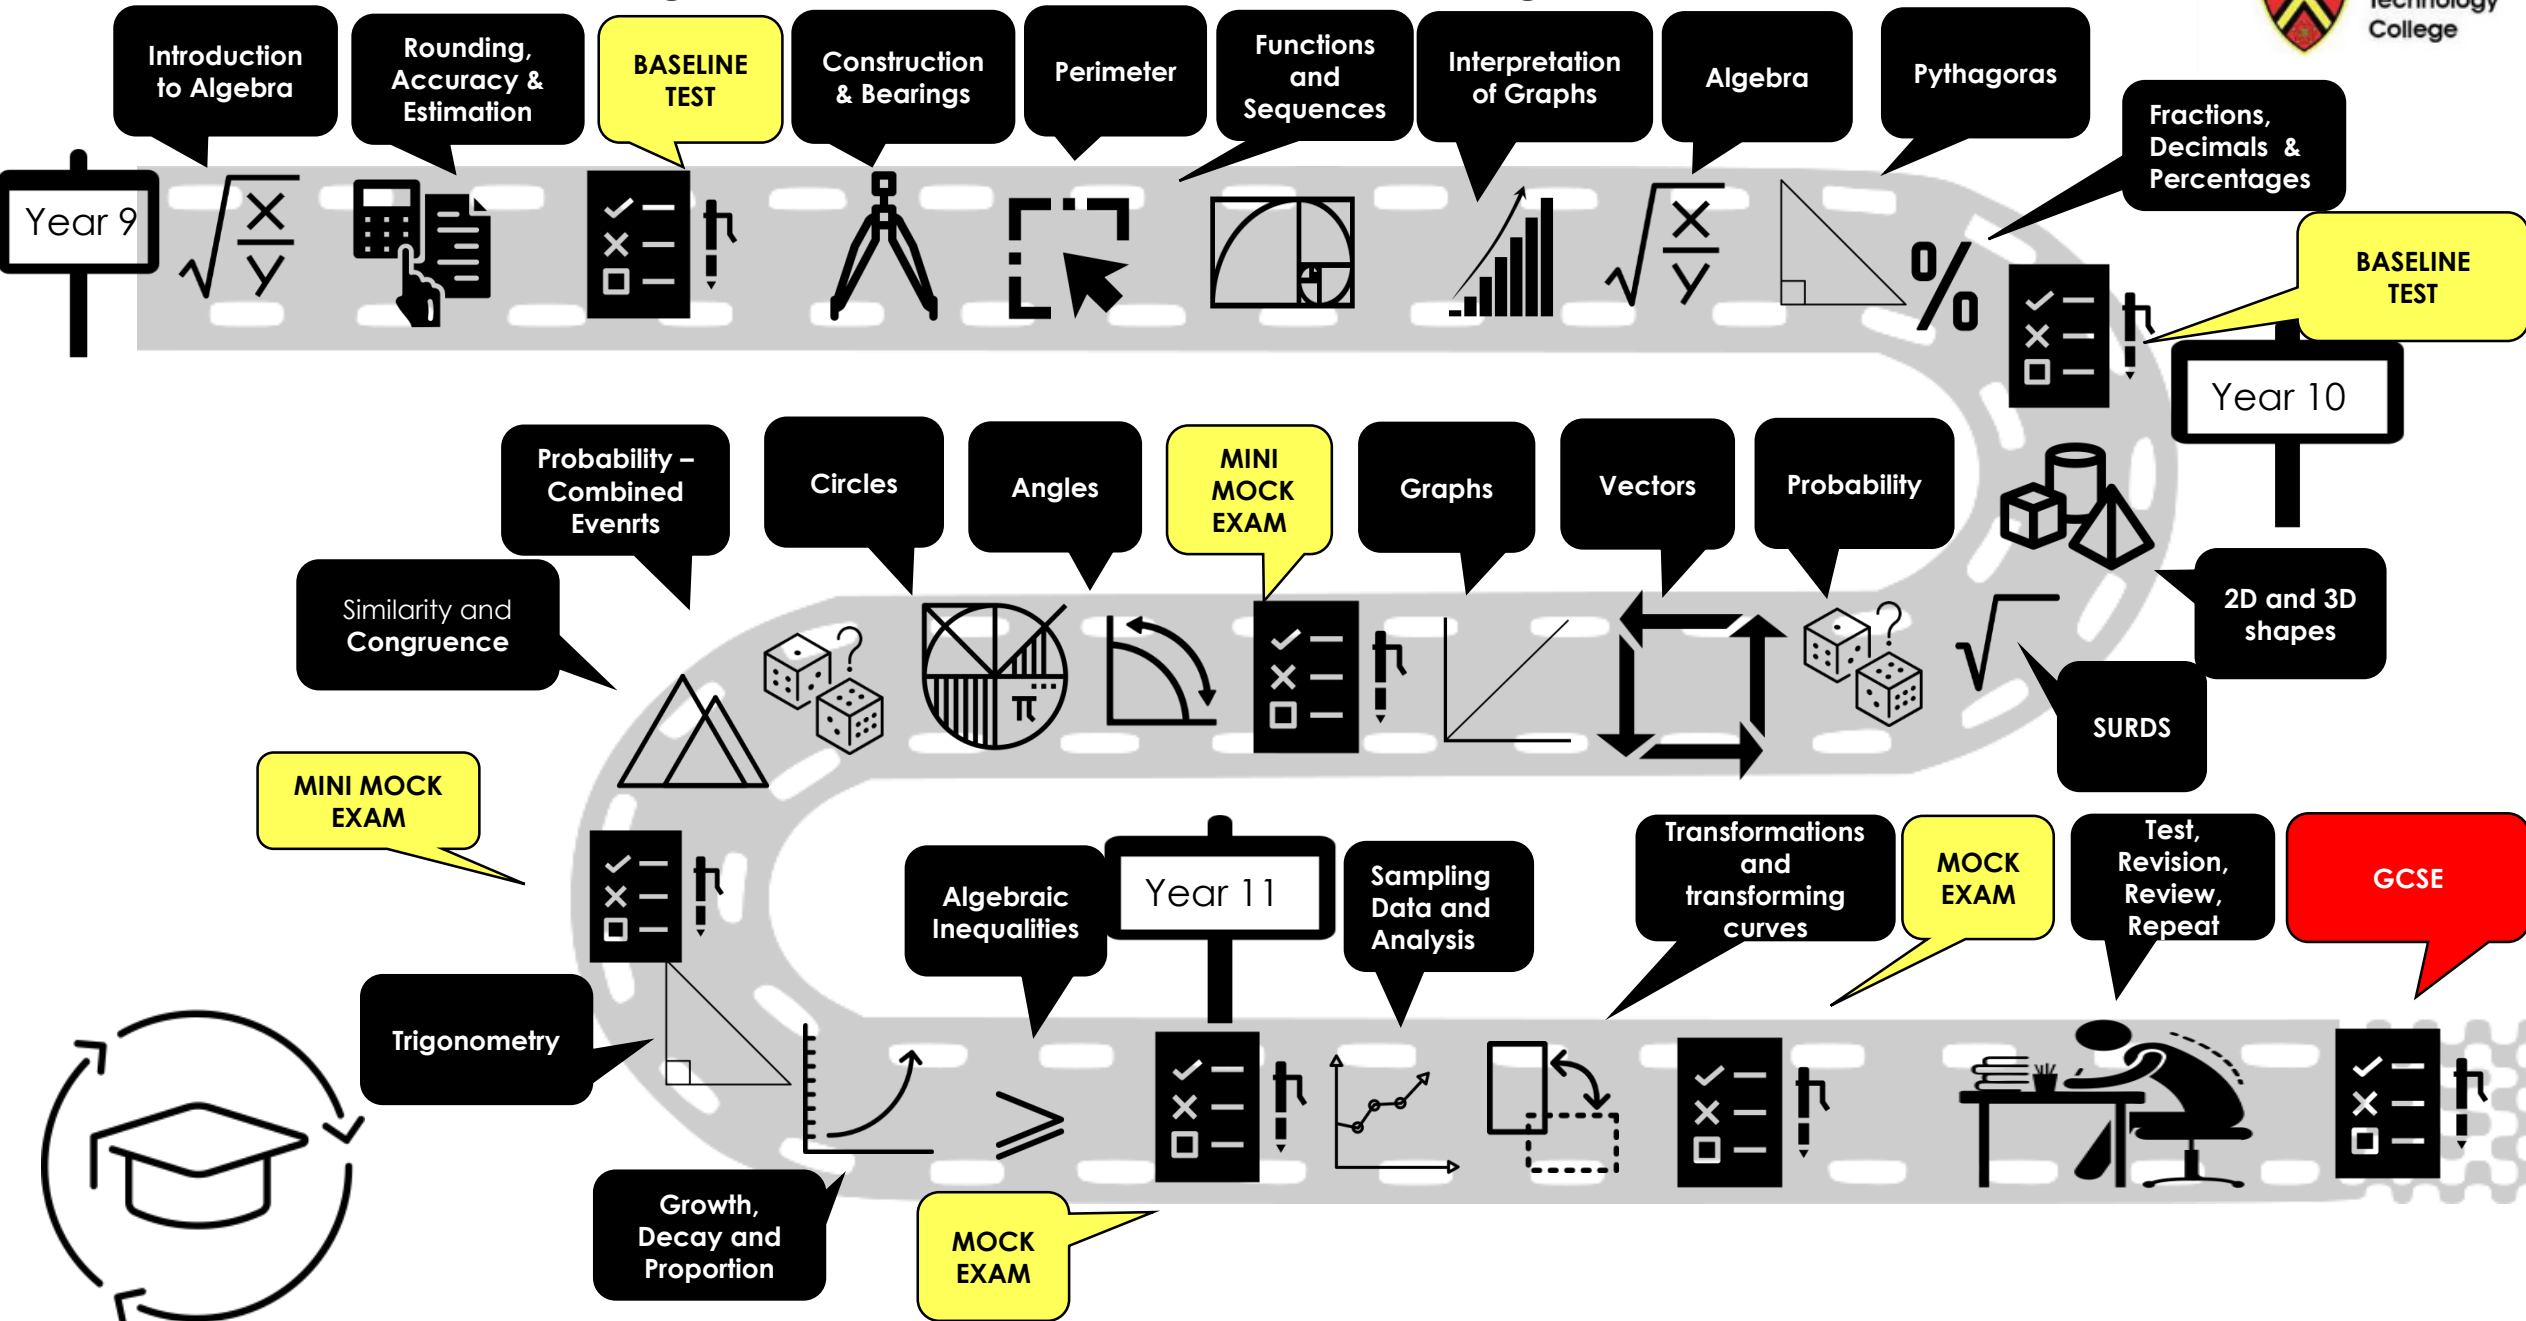 Technology
College
Introduction
to Algebra
Rounding,
Accuracy &
Estimation
BASELINE
TEST
Construction
& Bearings
Perimeter
Functions
and
Sequences
Interpretation
of Graphs
Algebra
Pythagoras
Fractions,
Decimals &
Percentages
Year 9
X
Y
X
Y
%
BASELINE
TEST
Year 10
Probability –
Combined
Evenrts
Circles
Angles
MINI
MOCK
EXAM
Graphs
Vectors
Probability
2D and 3D
shapes
SURDS
Similarity and
Congruence
?
π
?
MINI MOCK
EXAM
Trigonometry
Growth,
Decay and
Proportion
Algebraic
Inequalities
Year 11
MOCK
EXAM
Sampling
Data and
Analysis
Transformations
and
transforming
curves
MOCK
EXAM
Test,
Revision,
Review,
Repeat
GCSE